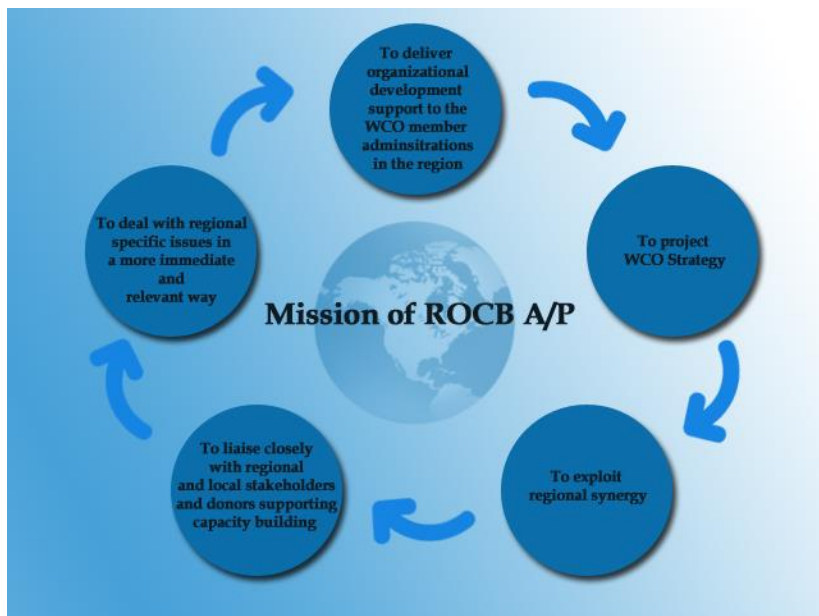 To deliver
organizational
development
support to the
WCO member
adminsitrations
in the region
To project
WCO Strategy
To exploit
regional synergy
To liaise closely
with regional
and local stakeholders
and donors supporting
capacity building
To deal with regional
specific issues in
a more immediate
and
relevant way
Mission of ROCB A/P